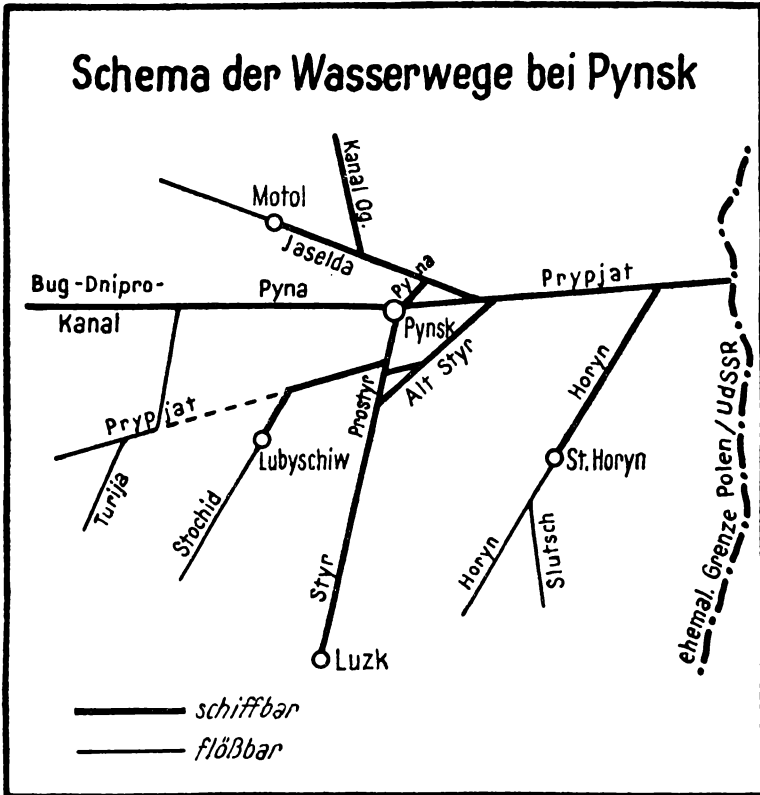 Schema der Wasserwege bei Pynsk
Kanal Og.
Motol
Jaselda
Pyna
Prypjat
Bug-Dnipro-
Kanal
Pyna
Pynsk
Alt Styr
Prostyr
Horyn
Prypjat
Lubyschiw
St. Horyn
Turija
Stochid
Styr
Horyn
Slutsch
Luzk
ehemal. Grenze Polen/UdSSR
schiffbar
flößbar